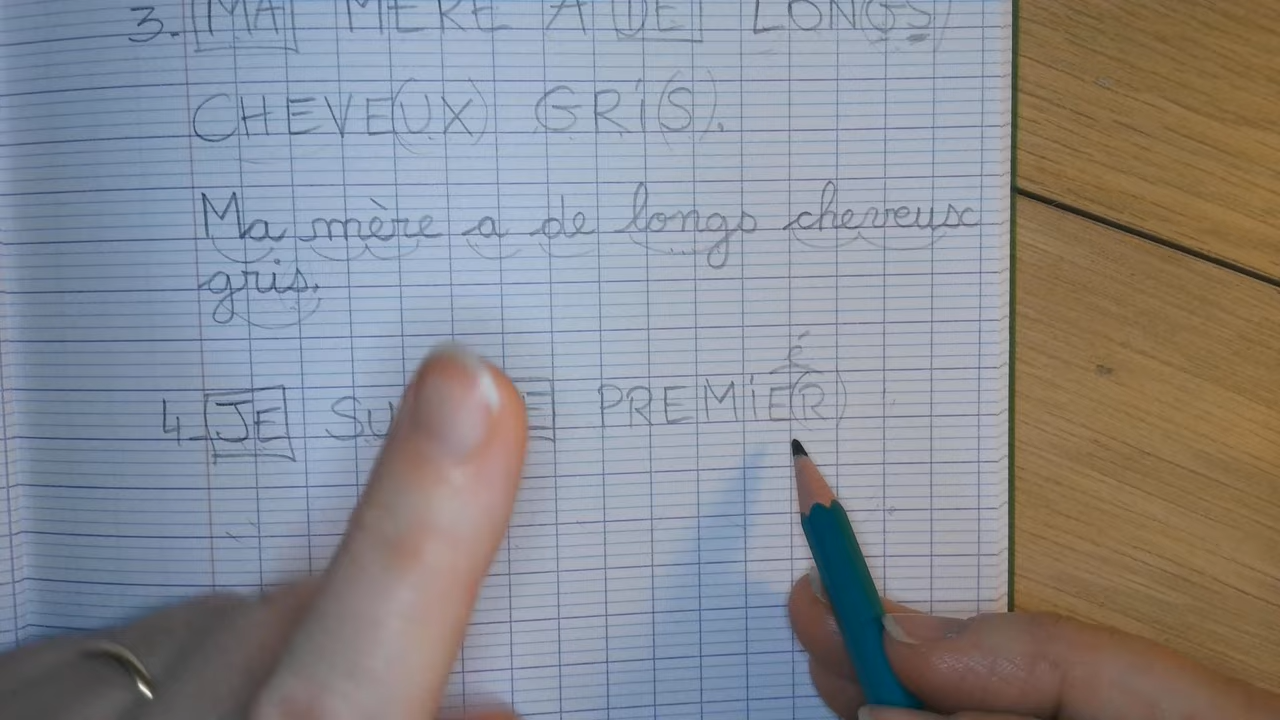 3. MA MÈRE A DE LONGS
CHEVEUX GRIS.
Ma mère a de longs cheveux
gris.
é
4. JE PREMIER